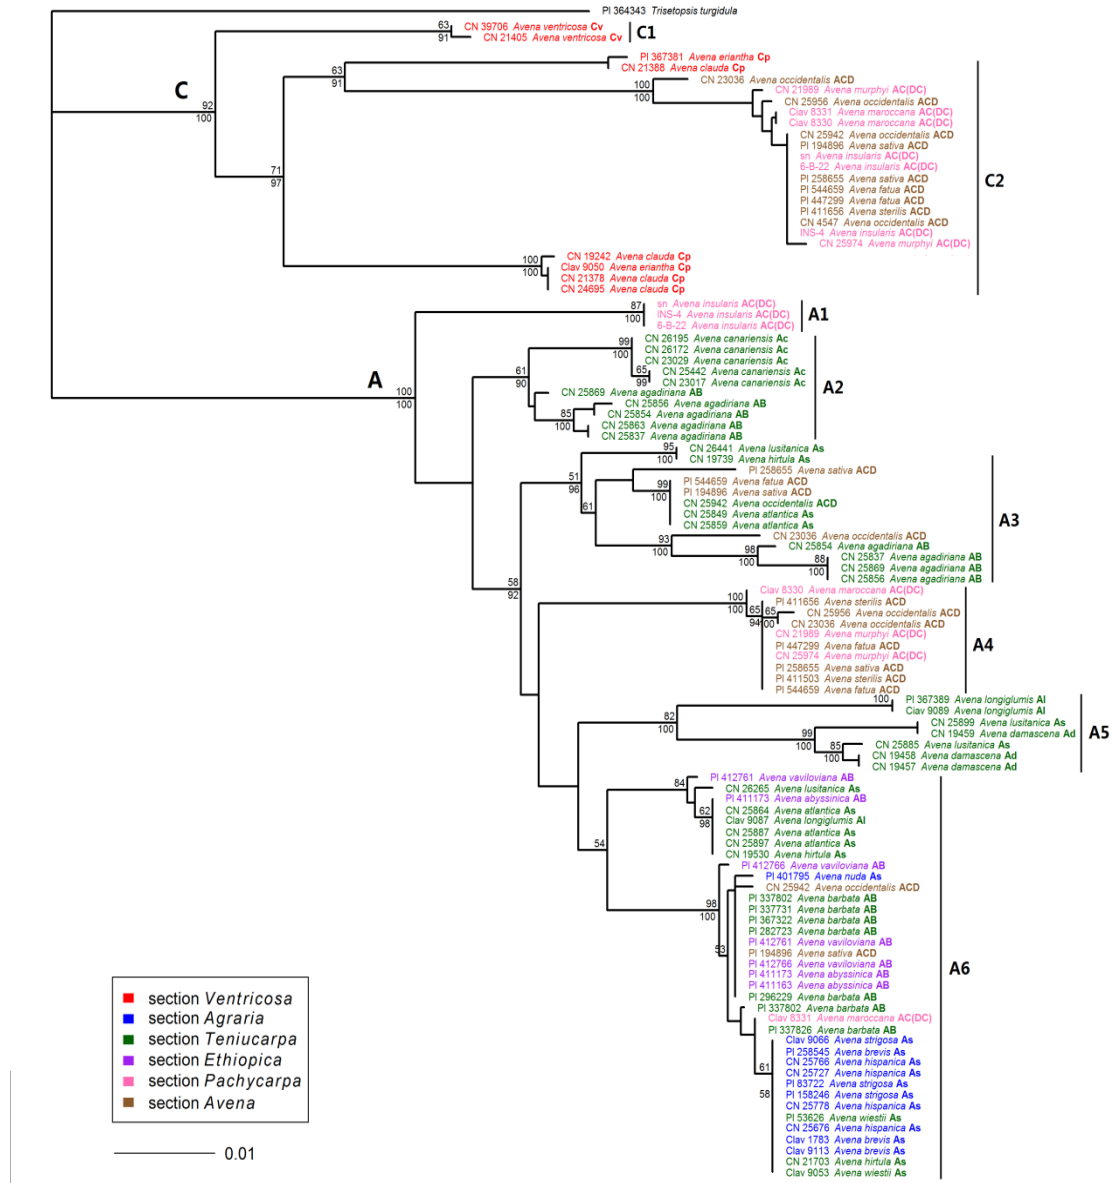 PI 364343 Trisetopsis turgidula
63
CN 39706 Avena ventricosa Cv
91
CN 21405 Avena ventricosa Cv
C1
PI 367381 Avena eriantha Cp
CN 21388 Avena clauda Cp
63
91
CN 23036 Avena occidentalis ACD
100
100
CN 21989 Avena murphyi AC(DC)
C
CN 25956 Avena occidentalis ACD
92
100
Ciav 8331 Avena maroccana AC(DC)
Ciav 8330 Avena maroccana AC(DC)
CN 25942 Avena occidentalis ACD
PI 194896 Avena sativa ACD
sn Avena insularis AC(DC)
6-B-22 Avena insularis AC(DC)
71
97
PI 258655 Avena sativa ACD
C2
PI 544659 Avena fatua ACD
PI 447299 Avena fatua ACD
PI 411656 Avena sterilis ACD
CN 4547 Avena occidentalis ACD
INS-4 Avena insularis AC(DC)
CN 25974 Avena murphyi AC(DC)
100
100
CN 19242 Avena clauda Cp
Clav 9050 Avena eriantha Cp
CN 21378 Avena clauda Cp
CN 24695 Avena clauda Cp
87
100
sn Avena insularis AC(DC)
INS-4 Avena insularis AC(DC)
6-B-22 Avena insularis AC(DC)
A1
99
100
CN 26195 Avena canariensis Ac
CN 26172 Avena canariensis Ac
CN 23029 Avena canariensis Ac
65
99
CN 25442 Avena canariensis Ac
CN 23017 Avena canariensis Ac
61
90
A
A2
100
100
CN 25869 Avena agadiriana AB
CN 25856 Avena agadiriana AB
85
100
CN 25854 Avena agadiriana AB
CN 25863 Avena agadiriana AB
CN 25837 Avena agadiriana AB
95
100
CN 26441 Avena lusitanica As
CN 19739 Avena hirtula As
51
96
PI 258655 Avena sativa ACD
99
100
PI 544659 Avena fatua ACD
PI 194896 Avena sativa ACD
CN 25942 Avena occidentalis ACD
61
CN 25849 Avena atlantica As
CN 25859 Avena atlantica As
A3
93
100
CN 23036 Avena occidentalis ACD
98
100
CN 25854 Avena agadiriana AB
88
100
CN 25837 Avena agadiriana AB
CN 25869 Avena agadiriana AB
CN 25856 Avena agadiriana AB
58
92
100
100
Ciav 8330 Avena maroccana AC(DC)
PI 411656 Avena sterilis ACD
65
94
65
100
CN 25956 Avena occidentalis ACD
CN 23036 Avena occidentalis ACD
CN 21989 Avena murphyi AC(DC)
PI 447299 Avena fatua ACD
A4
CN 25974 Avena murphyi AC(DC)
PI 258655 Avena sativa ACD
PI 411503 Avena sterilis ACD
PI 544659 Avena fatua ACD
100
PI 367389 Avena longiglumis Al
Ciav 9089 Avena longiglumis Al
82
100
CN 25899 Avena lusitanica As
CN 19459 Avena damascena Ad
A5
99
100
85
100
CN 25885 Avena lusitanica As
CN 19458 Avena damascena Ad
CN 19457 Avena damascena Ad
PI 412761 Avena vaviloviana AB
84
CN 26265 Avena lusitanica As
PI 411173 Avena abyssinica AB
62
98
CN 25864 Avena atlantica As
Clav 9087 Avena longiglumis Al
CN 25887 Avena atlantica As
CN 25897 Avena atlantica As
54
CN 19530 Avena hirtula As
PI 412766 Avena vaviloviana AB
PI 401795 Avena nuda As
CN 25942 Avena occidentalis ACD
98
100
PI 337802 Avena barbata AB
PI 337731 Avena barbata AB
PI 367322 Avena barbata AB
PI 282723 Avena barbata AB
PI 412761 Avena vaviloviana AB
53
PI 194896 Avena sativa ACD
PI 412766 Avena vaviloviana AB
A6
PI 411173 Avena abyssinica AB
PI 411163 Avena abyssinica AB
PI 296229 Avena barbata AB
PI 337802 Avena barbata AB
Clav 8331 Avena maroccana AC(DC)
PI 337826 Avena barbata AB
Clav 9066 Avena strigosa As
PI 258545 Avena brevis As
CN 25766 Avena hispanica As
61
58
CN 25727 Avena hispanica As
PI 83722 Avena strigosa As
PI 158246 Avena strigosa As
CN 25778 Avena hispanica As
PI 53626 Avena wiestii As
CN 25676 Avena hispanica As
Clav 1783 Avena brevis As
Clav 9113 Avena brevis As
CN 21703 Avena hirtula As
Clav 9053 Avena wiestii As
section Ventricosa
section Agraria
section Teniucarpa
section Ethiopica
section Pachycarpa
section Avena
0.01